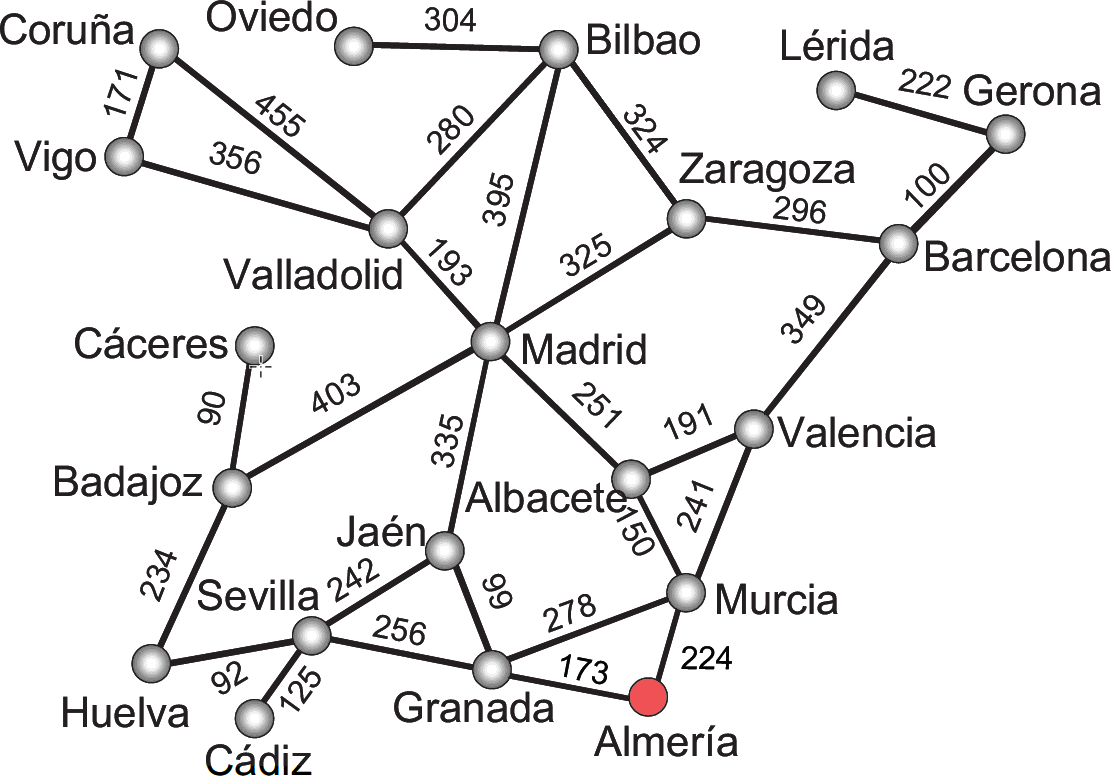 Oviedo
304
Bilbao
Coruña
Lérida
222
Gerona
171
455
280
324
Vigo
356
395
Zaragoza
100
296
Valladolid
193
325
Barcelona
Cáceres
Madrid
349
90
403
251
191
Valencia
335
Badajoz
Albacete
241
150
Jaén
234
Sevilla
242
99
278
Murcia
256
92
125
173
224
Huelva
Granada
Cádiz
Almería